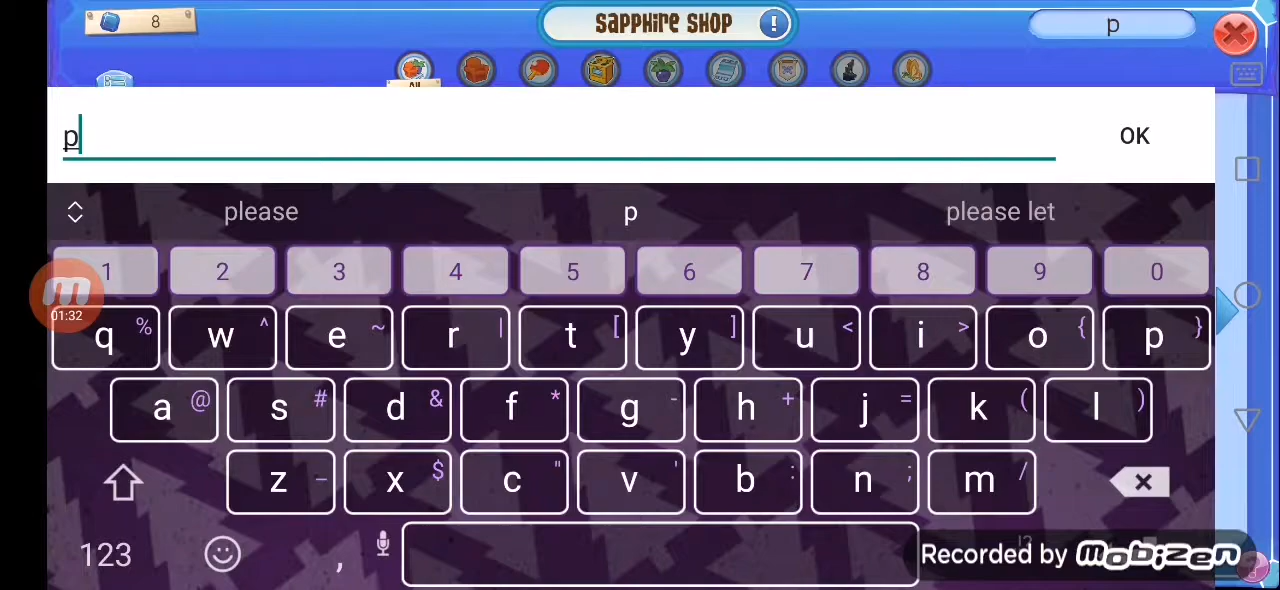 8
SAPPHIRE SHOP !
p
All
p
OK
please p please let
1 2 3 4 5 6 7 8 9 0
01:32
q % w ^ e ~ r | t [ y ] u < i > o { p }
a @ s # d & f * g - h + j = k ( l )
z _ x $ c " v ' b : n ; m /
123 , !?
Recorded by mobizen